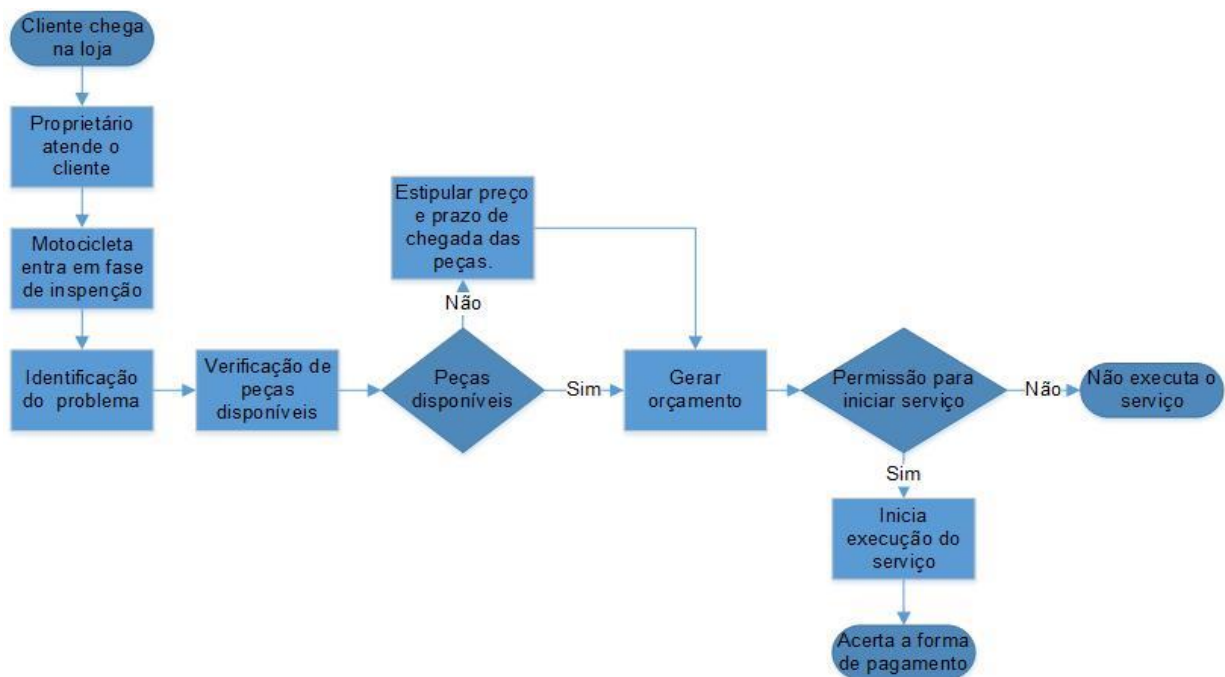 Cliente chega
na loja
Proprietário
atende o
cliente
Motocicleta
entra em fase
de inspenção
Identificação
do problema
Verificação de
peças
disponíveis
Peças
disponíveis
Não
Estipular preço
e prazo de
chegada das
peças.
Sim
Gerar
orçamento
Permissão para
iniciar serviço
Não
Não executa o
serviço
Sim
Inicia
execução do
serviço
Acerta a forma
de pagamento